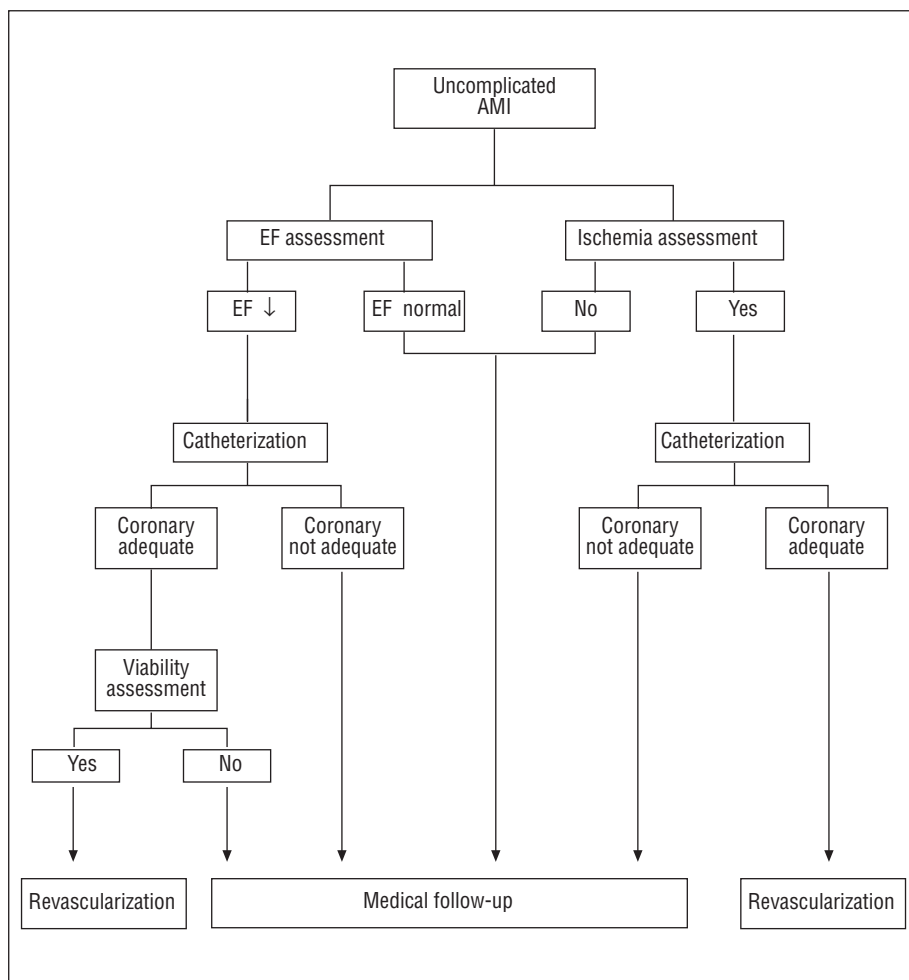 Uncomplicated
AMI
EF assessment
Ischemia assessment
EF ↓
EF normal
No
Yes
Catheterization
Catheterization
Coronary
adequate
Coronary
not adequate
Coronary
not adequate
Coronary
adequate
Viability
assessment
Yes
No
Revascularization
Medical follow-up
Revascularization